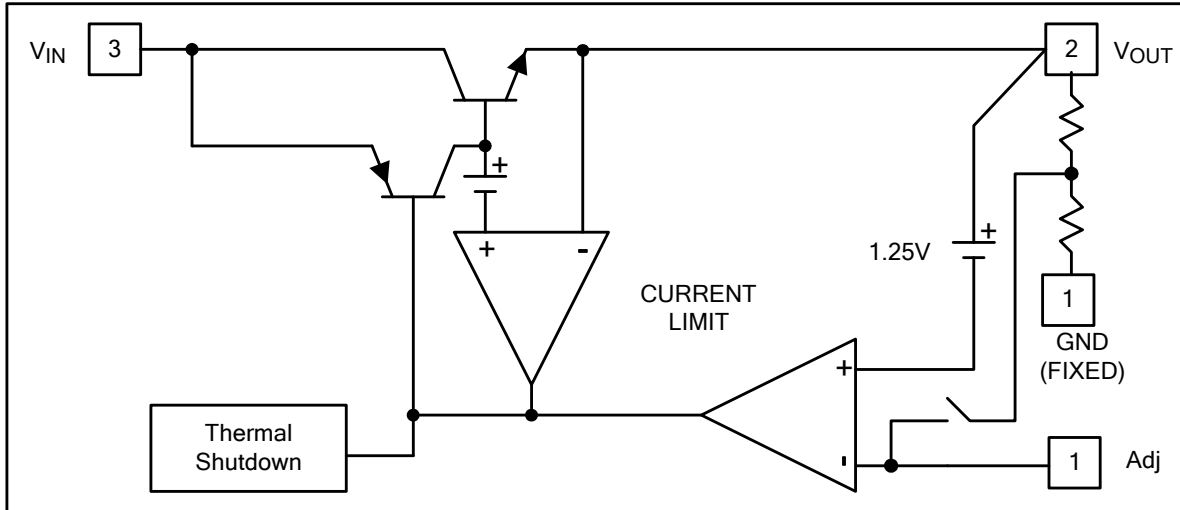 VIN 3
2 VOUT
+
+
-
1.25V
+
1
GND
(FIXED)
CURRENT
LIMIT
+
Thermal
Shutdown
-
1 Adj